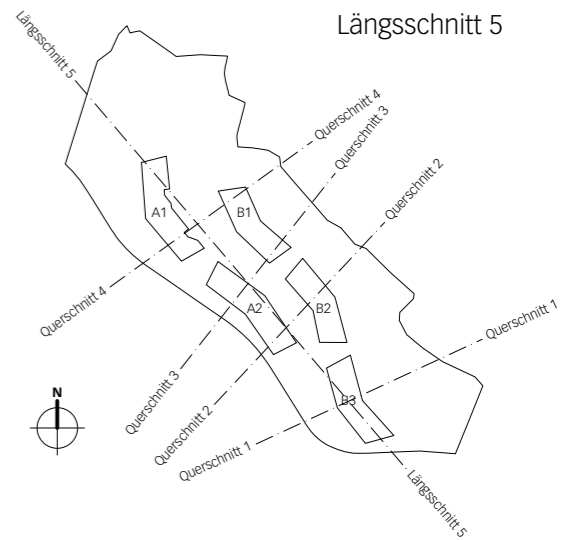 Längsschnitt 5
Längsschnitt 5
Querschnitt 4
Querschnitt 3
Querschnitt 2
A1
B1
A2
B2
Querschnitt 4
Querschnitt 1
Querschnitt 3
N
B3
Querschnitt 2
Querschnitt 1
Längsschnitt 5